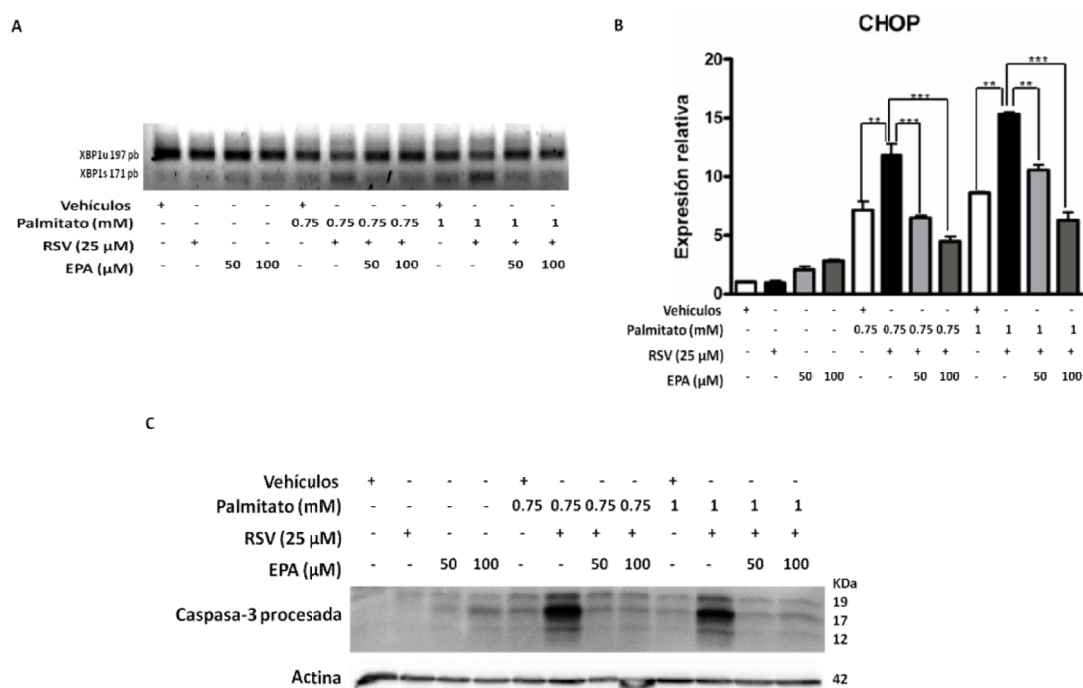 A
XBP1u 197 pb
XBP1s 171 pb
Vehículos + - - - + - - - + - - -
Palmitato (mM) - - - - 0.75 0.75 0.75 0.75 1 1 1 1
RSV (25 µM) - + - - - + + + - + + +
EPA (µM) - - 50 100 - - 50 100 - - 50 100
B
CHOP
Expresión relativa
20
15
10
5
0
** *** *** ** ** ***
Vehículos + - - - + - - - + - - -
Palmitato (mM) - - - - 0.75 0.75 0.75 0.75 1 1 1 1
RSV (25 µM) - + - - - + + + - + + +
EPA (µM) - - 50 100 - - 50 100 - - 50 100
C
Vehículos + - - - + - - - + - - -
Palmitato (mM) - - - - 0.75 0.75 0.75 0.75 1 1 1 1
RSV (25 µM) - + - - - + + + - + + +
EPA (µM) - - 50 100 - - 50 100 - - 50 100
KDa
Caspasa-3 procesada
19
17
12
Actina 42